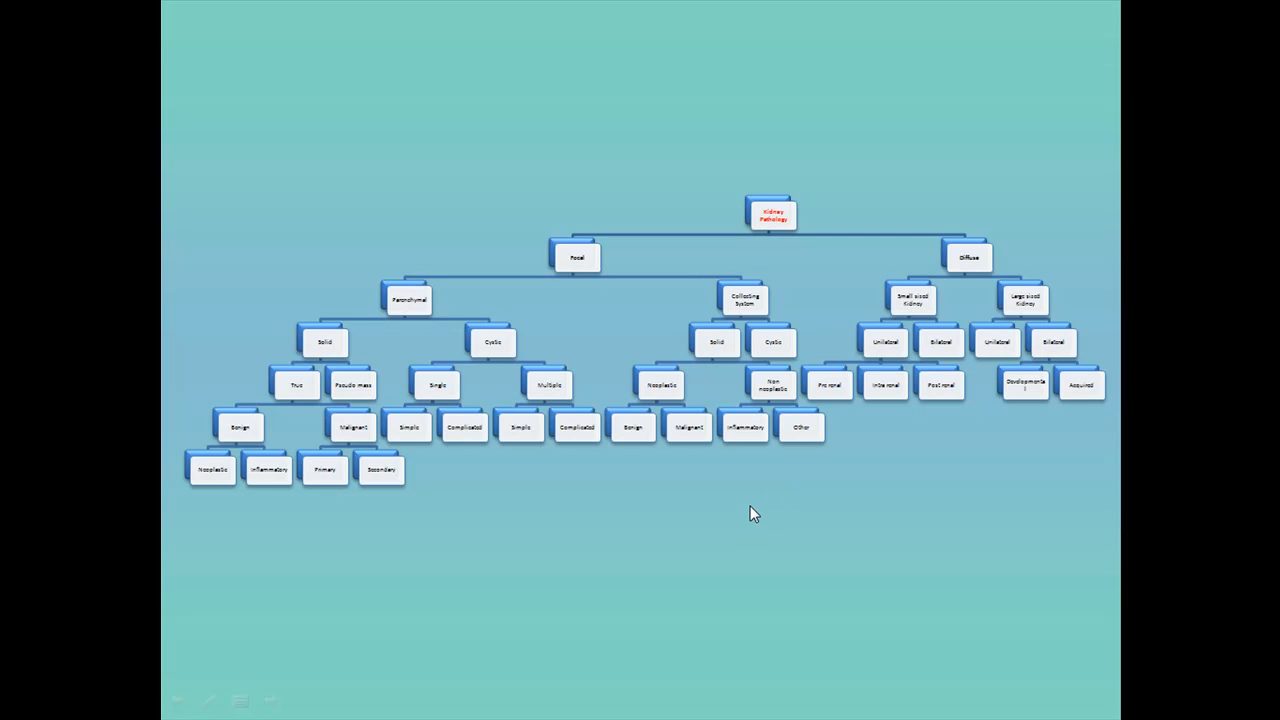 Kidney
Pathology
Focal
Diffuse
Parenchymal
Collecting
System
Small sized
Kidney
Large sized
Kidney
Solid
Cystic
Solid
Cystic
Unilateral
Bilateral
Unilateral
Bilateral
True
Pseudo mass
Single
Multiple
Neoplastic
Non
neoplastic
Pre renal
Intra renal
Post renal
Developmenta
l
Acquired
Benign
Malignant
Simple
Complicated
Simple
Complicated
Benign
Malignant
Inflammatory
Other
Neoplastic
Inflammatory
Primary
Secondary